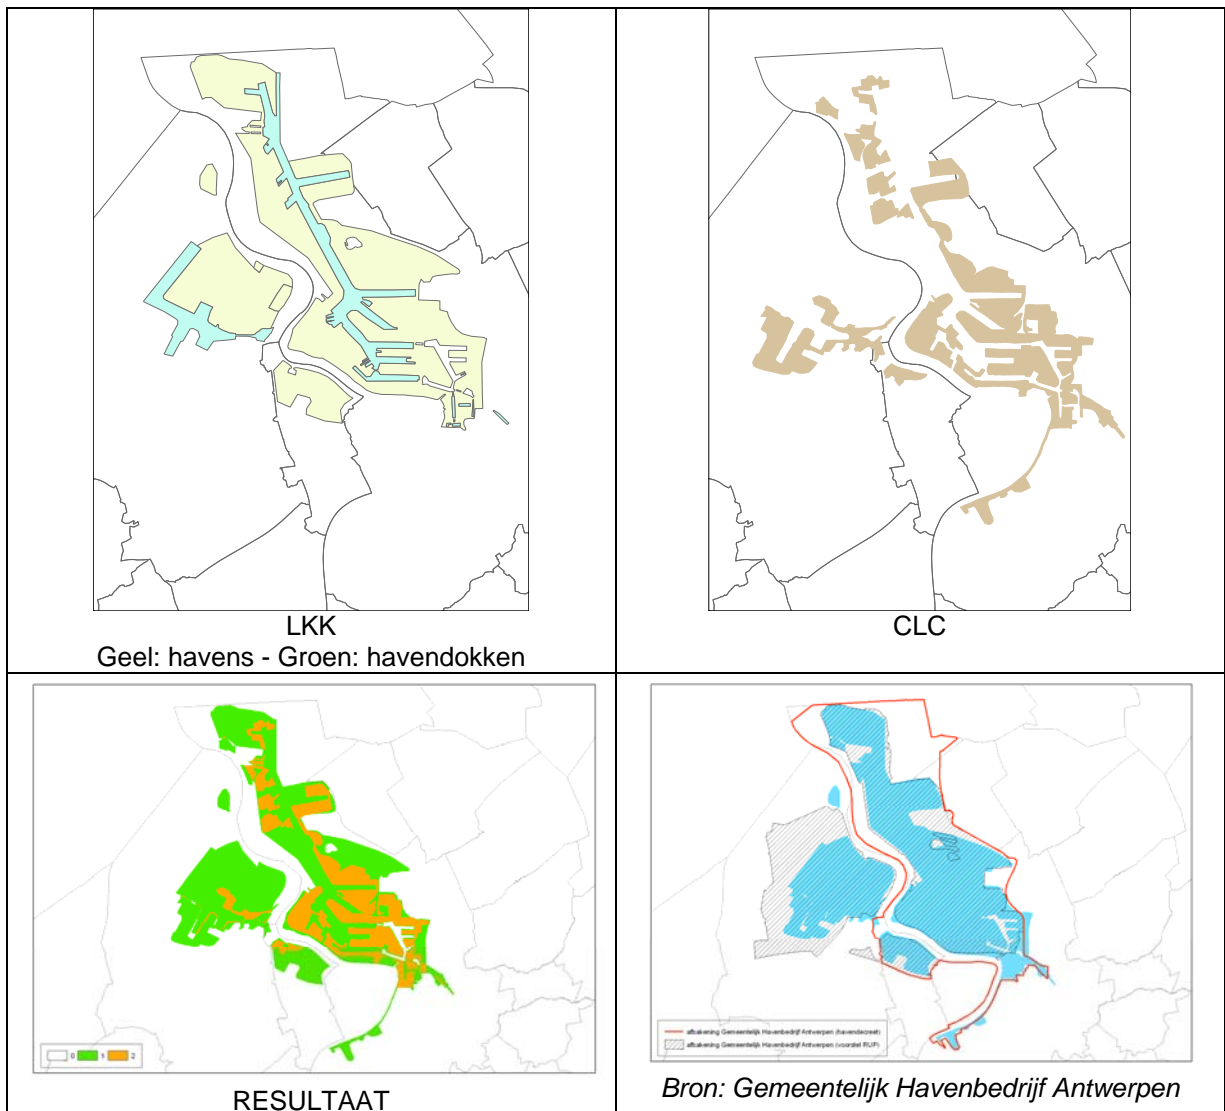 LKK
Geel: havens - Groen: havendokken
CLC
0 1 2
RESULTAAT
afbakening Gemeentelijk Havenbedrijf Antwerpen (havendecreet)
afbakening Gemeentelijk Havenbedrijf Antwerpen (voorstel RUP)
Bron: Gemeentelijk Havenbedrijf Antwerpen